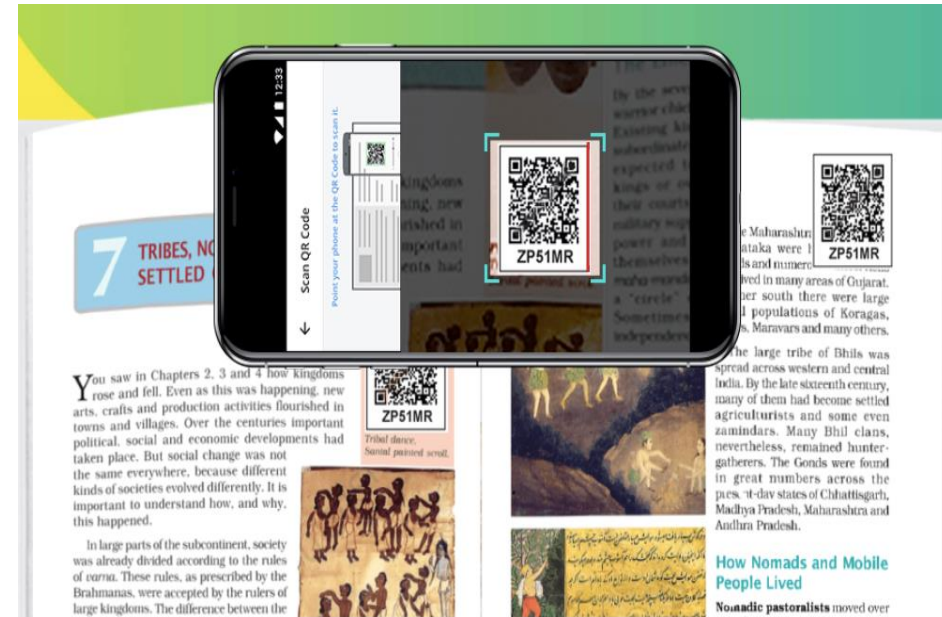 12:33
Scan QR Code
Point your phone at the QR Code to scan it.
ZP51MR
ingdoms
new
rished in
mportant
ents had
By the
warrior
Existing
subordinate
expected
kings or
their
military
power and
themselves
a "circle"
Sometimes
7
TRIBES, NO
SETTLED
You saw in Chapters 2, 3 and 4 how kingdoms
rose and fell. Even as this was happening, new
arts, crafts and production activities flourished in
towns and villages. Over the centuries important
political, social and economic developments had
taken place. But social change was not
the same everywhere, because different
kinds of societies evolved differently. It is
important to understand how, and why,
this happened.
In large parts of the subcontinent, society
was already divided according to the rules
of varna. These rules, as prescribed by the
Brahmanas, were accepted by the rulers of
large kingdoms. The difference between the
ZP51MR
Tribal dance,
Santal painted scroll.
ZP51MR
e Maharashtra
ataka were
ls and numero
ived in many areas of Gujarat.
her south there were large
l populations of Koragas,
s, Maravars and many others.
The large tribe of Bhils was
spread across western and central
India. By the late sixteenth century,
many of them had become settled
agriculturists and some even
zamindars. Many Bhil clans,
nevertheless, remained hunter-
gatherers. The Gonds were found
in great numbers across the
present-day states of Chhattisgarh,
Madhya Pradesh, Maharashtra and
Andhra Pradesh.
How Nomads and Mobile
People Lived
Nomadic pastoralists moved over